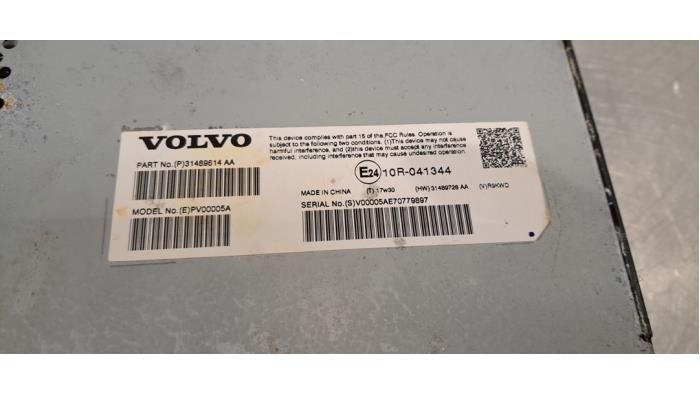 VOLVO
This device complies with part 15 of the FCC Rules. Operation is
subject to the following two conditions. (1)This device may not cause
harmful interference, and (2)this device must accept any interference
received, including interference that may cause undesired operation.
PART No.(P)31489614 AA
E24 10R-041344
MADE IN CHINA (T) 17w30 (HW) 31489728 AA (V)R9KWD
MODEL No.(E)PV00005A
SERIAL No.(S)V00005AE70779897